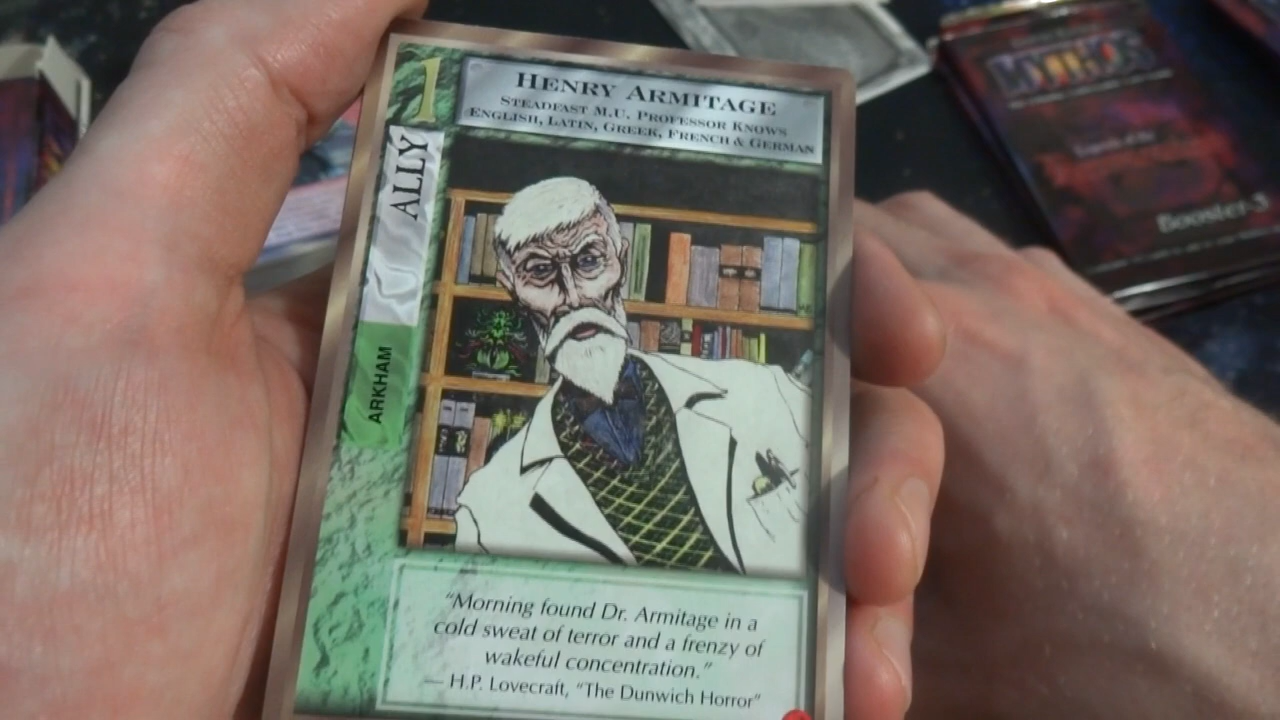 1
HENRY ARMITAGE
STEADFAST M.U. PROFESSOR KNOWS
ENGLISH, LATIN, GREEK, FRENCH & GERMAN
ALLY
ARKHAM
"Morning found Dr. Armitage in a
cold sweat of terror and a frenzy of
wakeful concentration."
— H.P. Lovecraft, "The Dunwich Horror"
MYTHOS
Booster-3